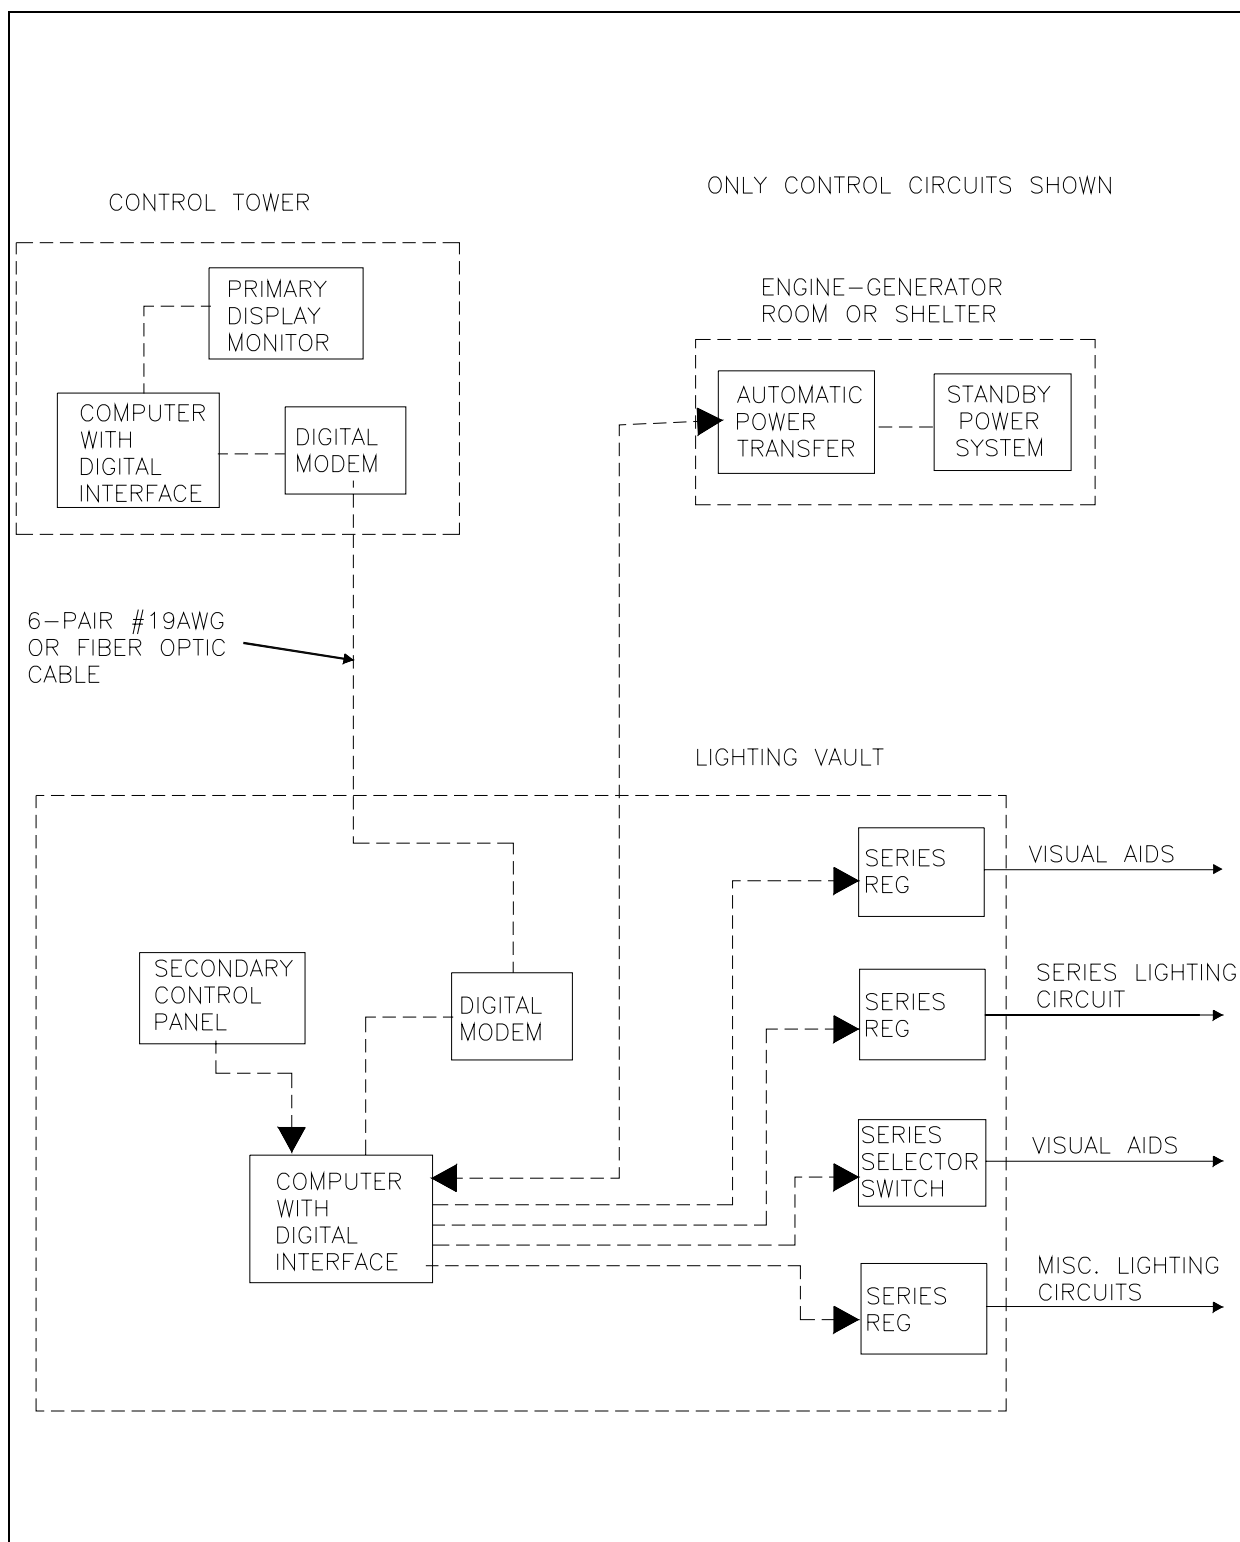 CONTROL TOWER
ONLY CONTROL CIRCUITS SHOWN
PRIMARY
DISPLAY
MONITOR
COMPUTER
WITH
DIGITAL
INTERFACE
DIGITAL
MODEM
ENGINE-GENERATOR
ROOM OR SHELTER
AUTOMATIC
POWER
TRANSFER
STANDBY
POWER
SYSTEM
6-PAIR #19AWG
OR FIBER OPTIC
CABLE
LIGHTING VAULT
SERIES
REG
VISUAL AIDS
SECONDARY
CONTROL
PANEL
DIGITAL
MODEM
SERIES
REG
SERIES LIGHTING
CIRCUIT
SERIES
SELECTOR
SWITCH
VISUAL AIDS
COMPUTER
WITH
DIGITAL
INTERFACE
SERIES
REG
MISC. LIGHTING
CIRCUITS